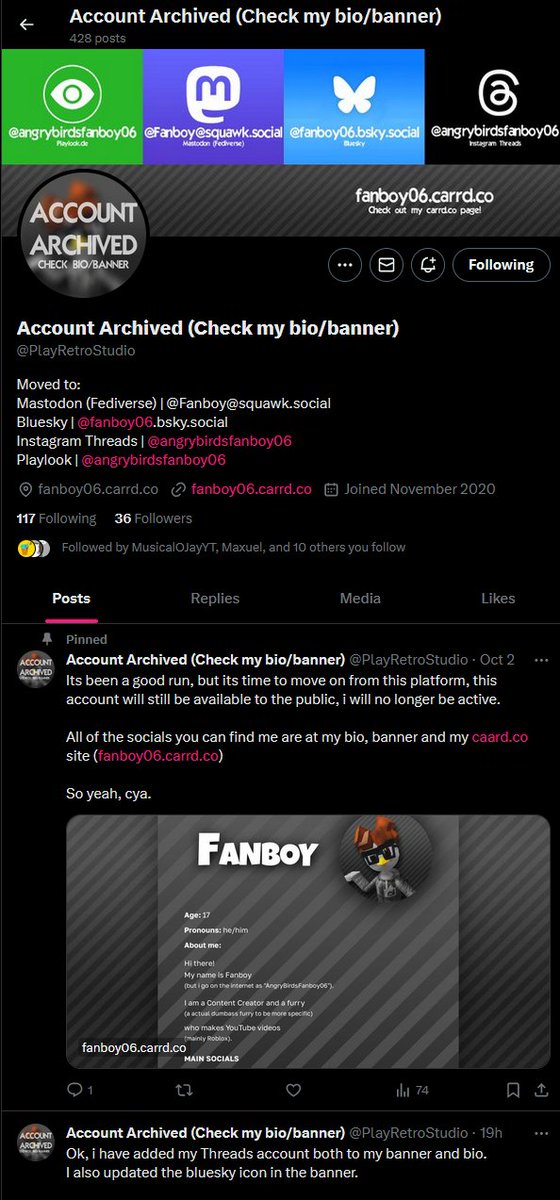 Account Archived (Check my bio/banner)
428 posts
@angrybirdsfanboy06
Playlook.de
@Fanboy@squawk.social
Mastodon (Fediverse)
@fanboy06.bsky.social
Bluesky
@angrybirdsfanboy06
Instagram Threads
ACCOUNT
ARCHIVED
CHECK BIO/BANNER
fanboy06.carrd.co
Check out my carrd.co page!
Following
Account Archived (Check my bio/banner)
@PlayRetroStudio
Moved to:
Mastodon (Fediverse) | @Fanboy@squawk.social
Bluesky | @fanboy06.bsky.social
Instagram Threads | @angrybirdsfanboy06
Playlook | @angrybirdsfanboy06
fanboy06.carrd.co fanboy06.carrd.co Joined November 2020
117 Following 36 Followers
Followed by MusicalOJayYT, Maxuel, and 10 others you follow
Posts Replies Media Likes
Pinned
ACCOUNT
ARCHIVED
CHECK BIO/BANNER
Account Archived (Check my bio/banner) @PlayRetroStudio · Oct 2
Its been a good run, but its time to move on from this platform, this
account will still be available to the public, i will no longer be active.
All of the socials you can find me are at my bio, banner and my caard.co
site (fanboy06.carrd.co)
So yeah, cya.
FANBOY
Age: 17
Pronouns: he/him
About me:
Hi there!
My name is Fanboy
(but i go on the internet as "AngryBirdsFanboy06").
I am a Content Creator and a furry
(a actual dumbass furry to be more specific)
who makes YouTube videos
(mainly Roblox).
MAIN SOCIALS
fanboy06.carrd.co
1 74
ACCOUNT
ARCHIVED
CHECK BIO/BANNER
Account Archived (Check my bio/banner) @PlayRetroStudio · 19h
Ok, i have added my Threads account both to my banner and bio.
I also updated the bluesky icon in the banner.